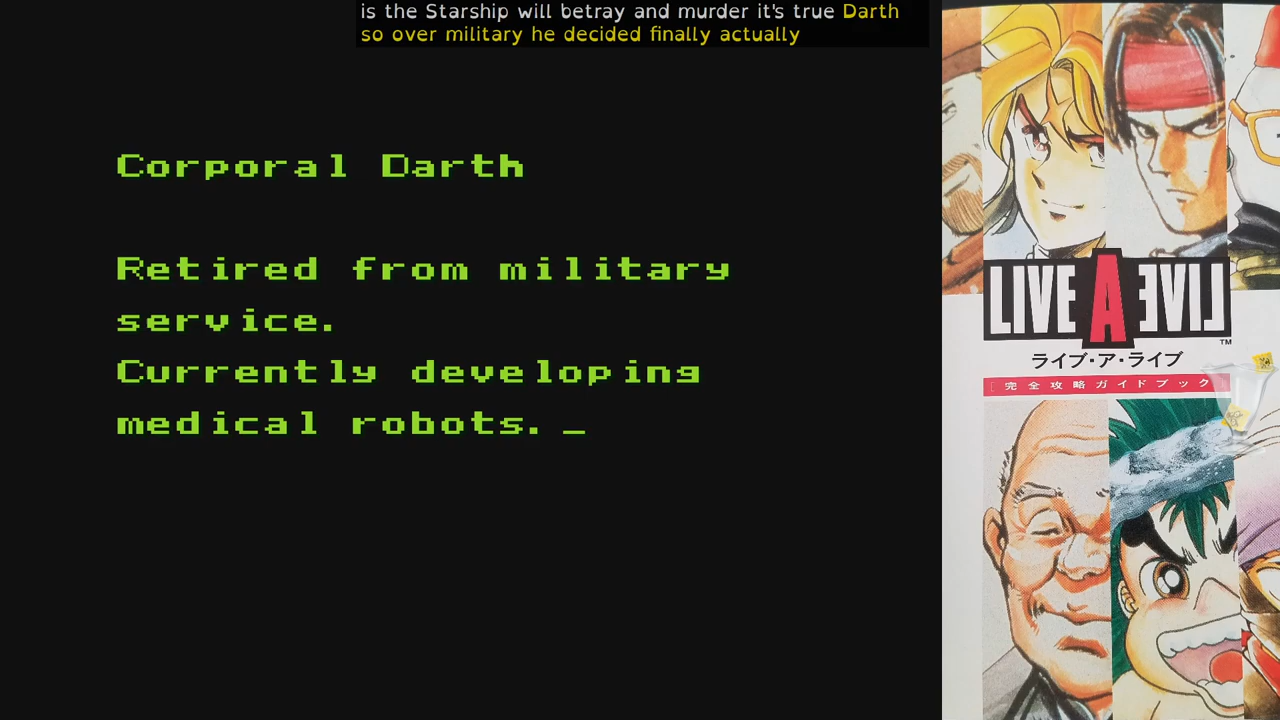 is the Starship will betray and murder it's true Darth
so over military he decided finally actually
Corporal Darth
Retired from military
service.
Currently developing
medical robots. _
LIVE A LIVE
TM
ライブ・ア・ライブ
[完全攻略ガイドブック]